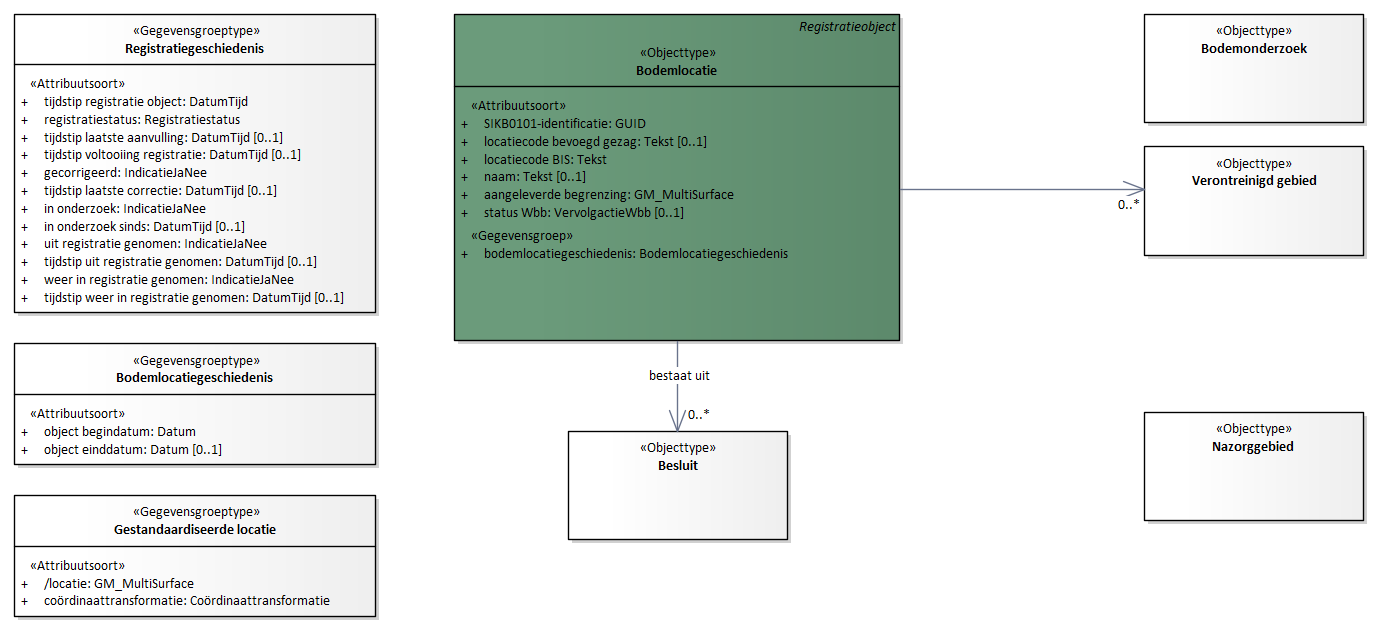 «Gegevensgroeptype»
Registratiegeschiedenis
«Attribuutsoort»
+ tijdstip registratie object: DatumTijd
+ registratiestatus: Registratiestatus
+ tijdstip laatste aanvulling: DatumTijd [0..1]
+ tijdstip voltooiing registratie: DatumTijd [0..1]
+ gecorrigeerd: IndicatieJaNee
+ tijdstip laatste correctie: DatumTijd [0..1]
+ in onderzoek: IndicatieJaNee
+ in onderzoek sinds: DatumTijd [0..1]
+ uit registratie genomen: IndicatieJaNee
+ tijdstip uit registratie genomen: DatumTijd [0..1]
+ weer in registratie genomen: IndicatieJaNee
+ tijdstip weer in registratie genomen: DatumTijd [0..1]
«Gegevensgroeptype»
Bodemlocatiegeschiedenis
«Attribuutsoort»
+ object begindatum: Datum
+ object einddatum: Datum [0..1]
«Gegevensgroeptype»
Gestandaardiseerde locatie
«Attribuutsoort»
+ /locatie: GM_MultiSurface
+ coördinaattransformatie: Coördinaattransformatie
Registratieobject
«Objecttype»
Bodemlocatie
«Attribuutsoort»
+ SIKB0101-identificatie: GUID
+ locatiecode bevoegd gezag: Tekst [0..1]
+ locatiecode BIS: Tekst
+ naam: Tekst [0..1]
+ aangeleverde begrenzing: GM_MultiSurface
+ status Wbb: VervolgactieWbb [0..1]
«Gegevensgroep»
+ bodemlocatiegeschiedenis: Bodemlocatiegeschiedenis
bestaat uit
0..*
«Objecttype»
Besluit
«Objecttype»
Bodemonderzoek
«Objecttype»
Verontreinigd gebied
0..*
«Objecttype»
Nazorggebied